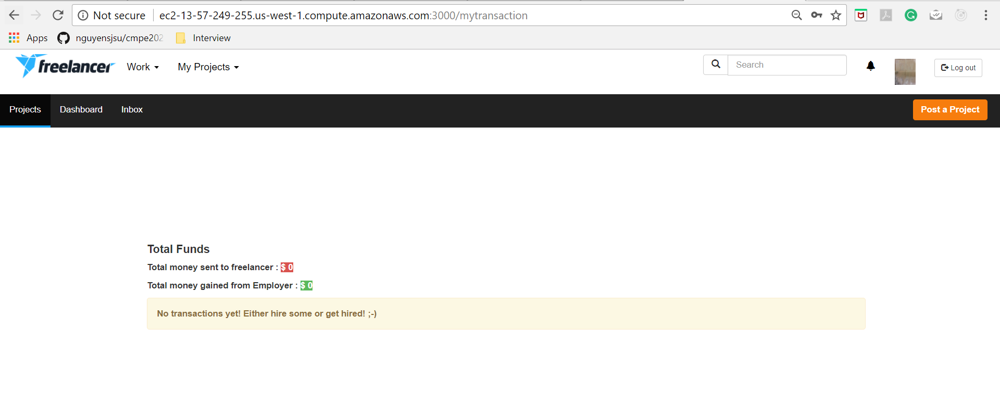 Not secure ec2-13-57-249-255.us-west-1.compute.amazonaws.com:3000/mytransaction
Apps nguyensjsu/cmpe202 Interview
freelancer Work My Projects Search Log out
Projects Dashboard Inbox Post a Project
Total Funds
Total money sent to freelancer : $ 0
Total money gained from Employer : $ 0
No transactions yet! Either hire some or get hired! ;-)